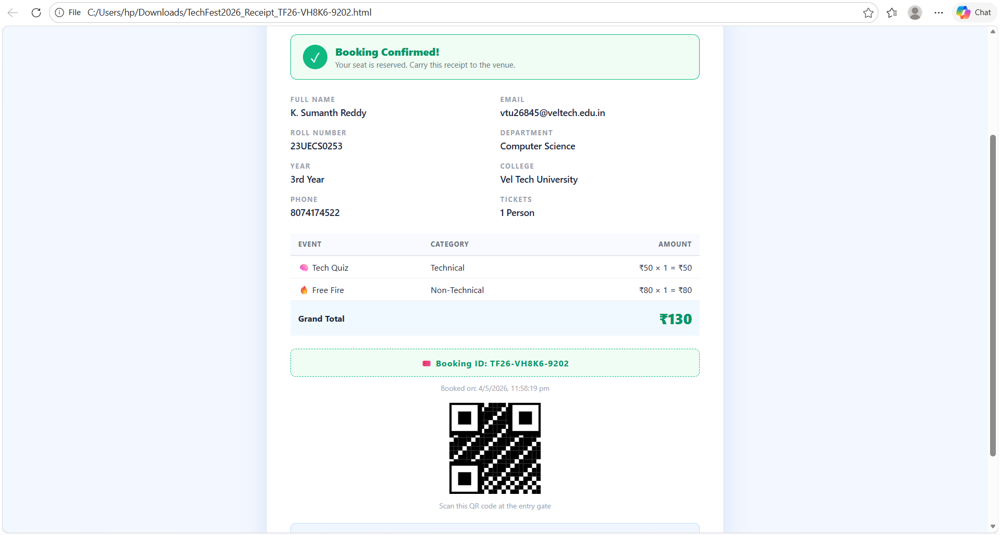 File C:/Users/hp/Downloads/TechFest2026_Receipt_TF26-VH8K6-9202.html
Chat
✓
Booking Confirmed!
Your seat is reserved. Carry this receipt to the venue.
FULL NAME
K. Sumanth Reddy
EMAIL
vtu26845@veltech.edu.in
ROLL NUMBER
23UECS0253
DEPARTMENT
Computer Science
YEAR
3rd Year
COLLEGE
Vel Tech University
PHONE
8074174522
TICKETS
1 Person
EVENT CATEGORY AMOUNT
🧠 Tech Quiz Technical ₹50 × 1 = ₹50
🔥 Free Fire Non-Technical ₹80 × 1 = ₹80
Grand Total ₹130
🎟 Booking ID: TF26-VH8K6-9202
Booked on: 4/5/2026, 11:58:19 pm
Scan this QR code at the entry gate